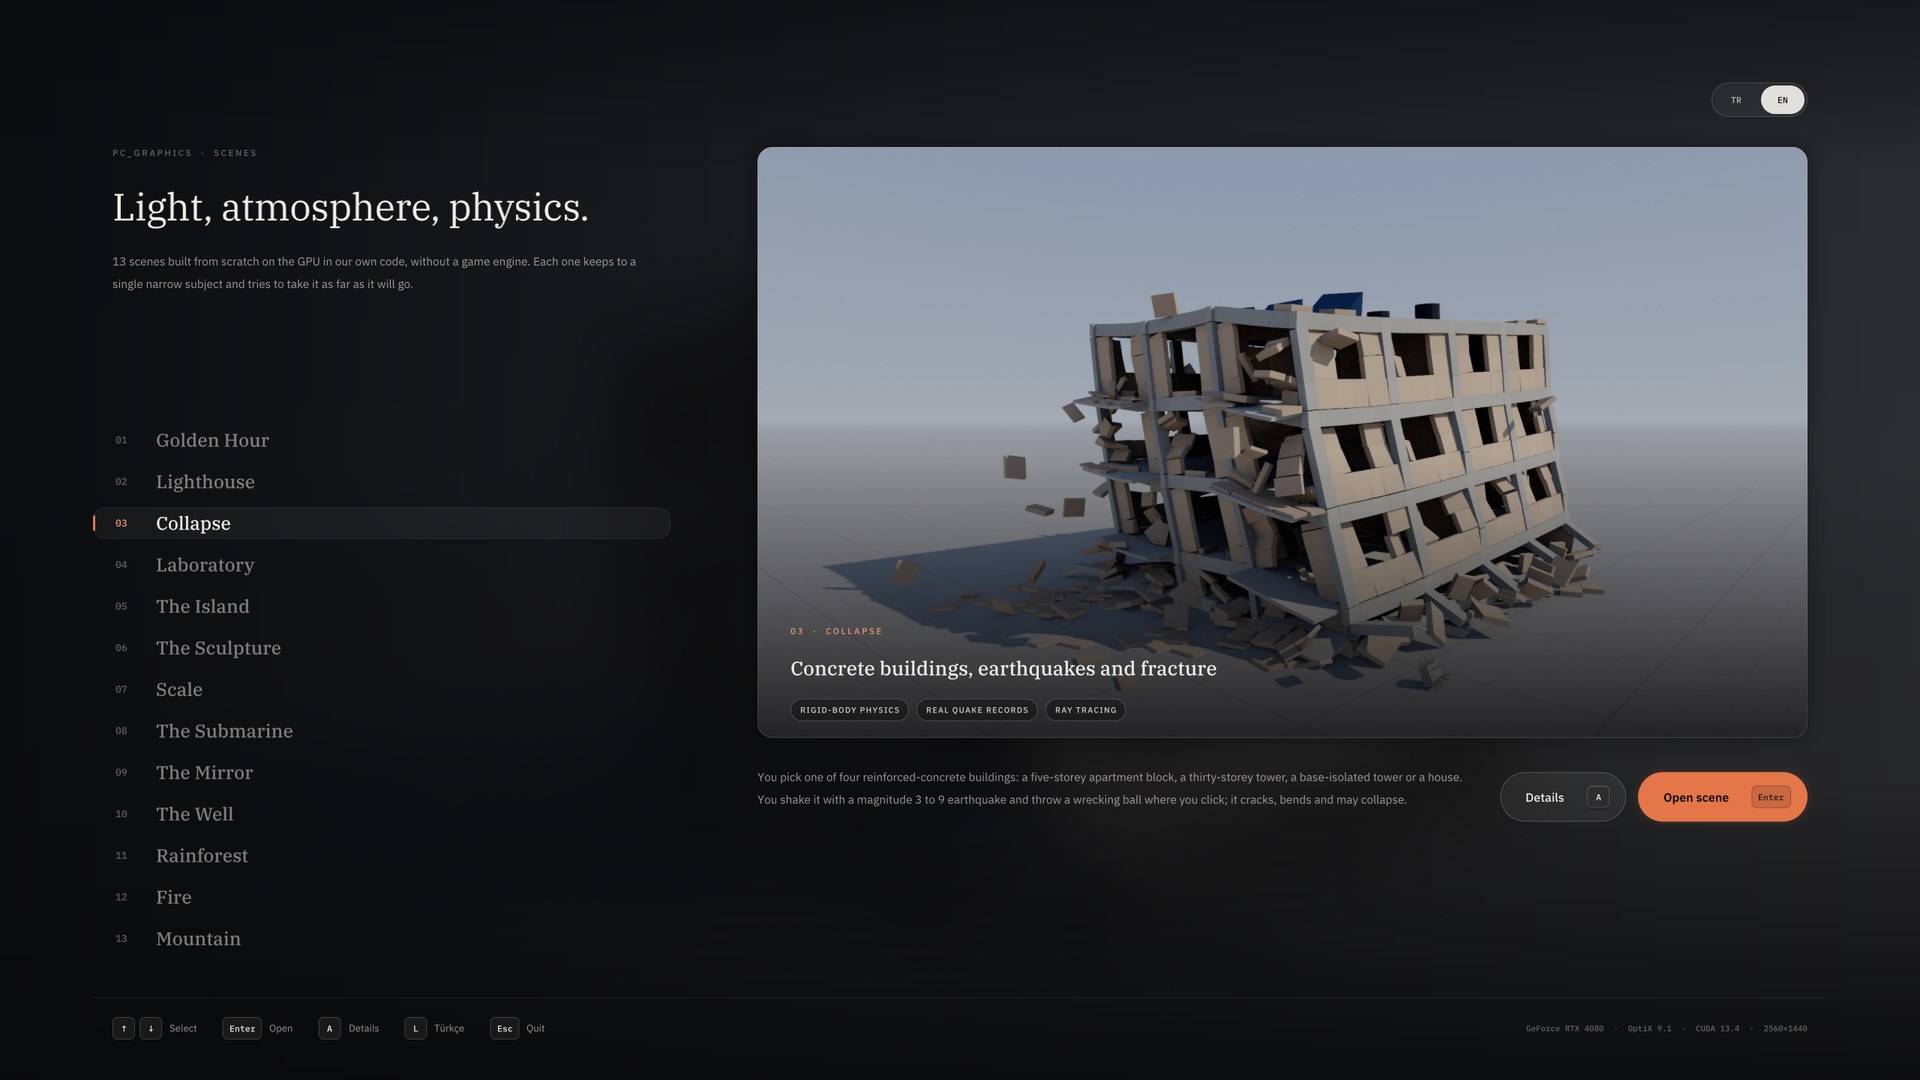 TR EN
PC_GRAPHICS · SCENES
Light, atmosphere, physics.
13 scenes built from scratch on the GPU in our own code, without a game engine. Each one keeps to a
single narrow subject and tries to take it as far as it will go.
01 Golden Hour
02 Lighthouse
03 Collapse
04 Laboratory
05 The Island
06 The Sculpture
07 Scale
08 The Submarine
09 The Mirror
10 The Well
11 Rainforest
12 Fire
13 Mountain
03 · COLLAPSE
Concrete buildings, earthquakes and fracture
RIGID-BODY PHYSICS REAL QUAKE RECORDS RAY TRACING
You pick one of four reinforced-concrete buildings: a five-storey apartment block, a thirty-storey tower, a base-isolated tower or a house.
You shake it with a magnitude 3 to 9 earthquake and throw a wrecking ball where you click; it cracks, bends and may collapse.
Details A Open scene Enter
↑ ↓ Select Enter Open A Details L Türkçe Esc Quit
GeForce RTX 4080 · OptiX 9.1 · CUDA 13.4 · 2560×1440